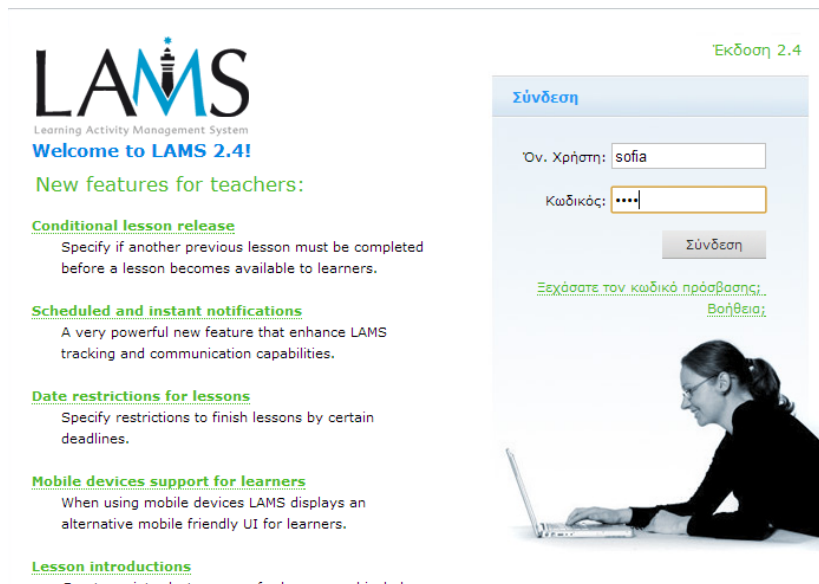 LAMS
Learning Activity Management System
Welcome to LAMS 2.4!
New features for teachers:
Conditional lesson release
Specify if another previous lesson must be completed
before a lesson becomes available to learners.
Scheduled and instant notifications
A very powerful new feature that enhance LAMS
tracking and communication capabilities.
Date restrictions for lessons
Specify restrictions to finish lessons by certain
deadlines.
Mobile devices support for learners
When using mobile devices LAMS displays an
alternative mobile friendly UI for learners.
Lesson introductions
Έκδοση 2.4
Σύνδεση
Όν. Χρήστη: sofia
Κωδικός: ••••
Σύνδεση
Ξεχάσατε τον κωδικό πρόσβασης;
Βοήθεια;